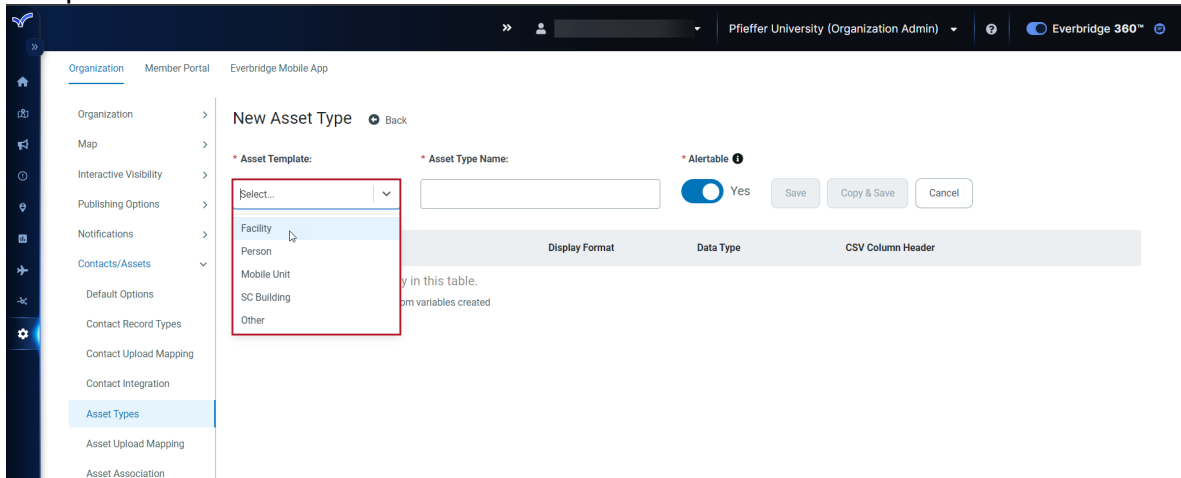 »
Pfieffer University (Organization Admin)
Everbridge 360™
»
Organization Member Portal Everbridge Mobile App
Organization
Map
Interactive Visibility
Publishing Options
Notifications
Contacts/Assets
Default Options
Contact Record Types
Contact Upload Mapping
Contact Integration
Asset Types
Asset Upload Mapping
Asset Association
New Asset Type Back
* Asset Template: * Asset Type Name: * Alertable
Select... Yes Save Copy & Save Cancel
Facility
Person
Mobile Unit
SC Building
Other
Display Format Data Type CSV Column Header
y in this table.
om variables created